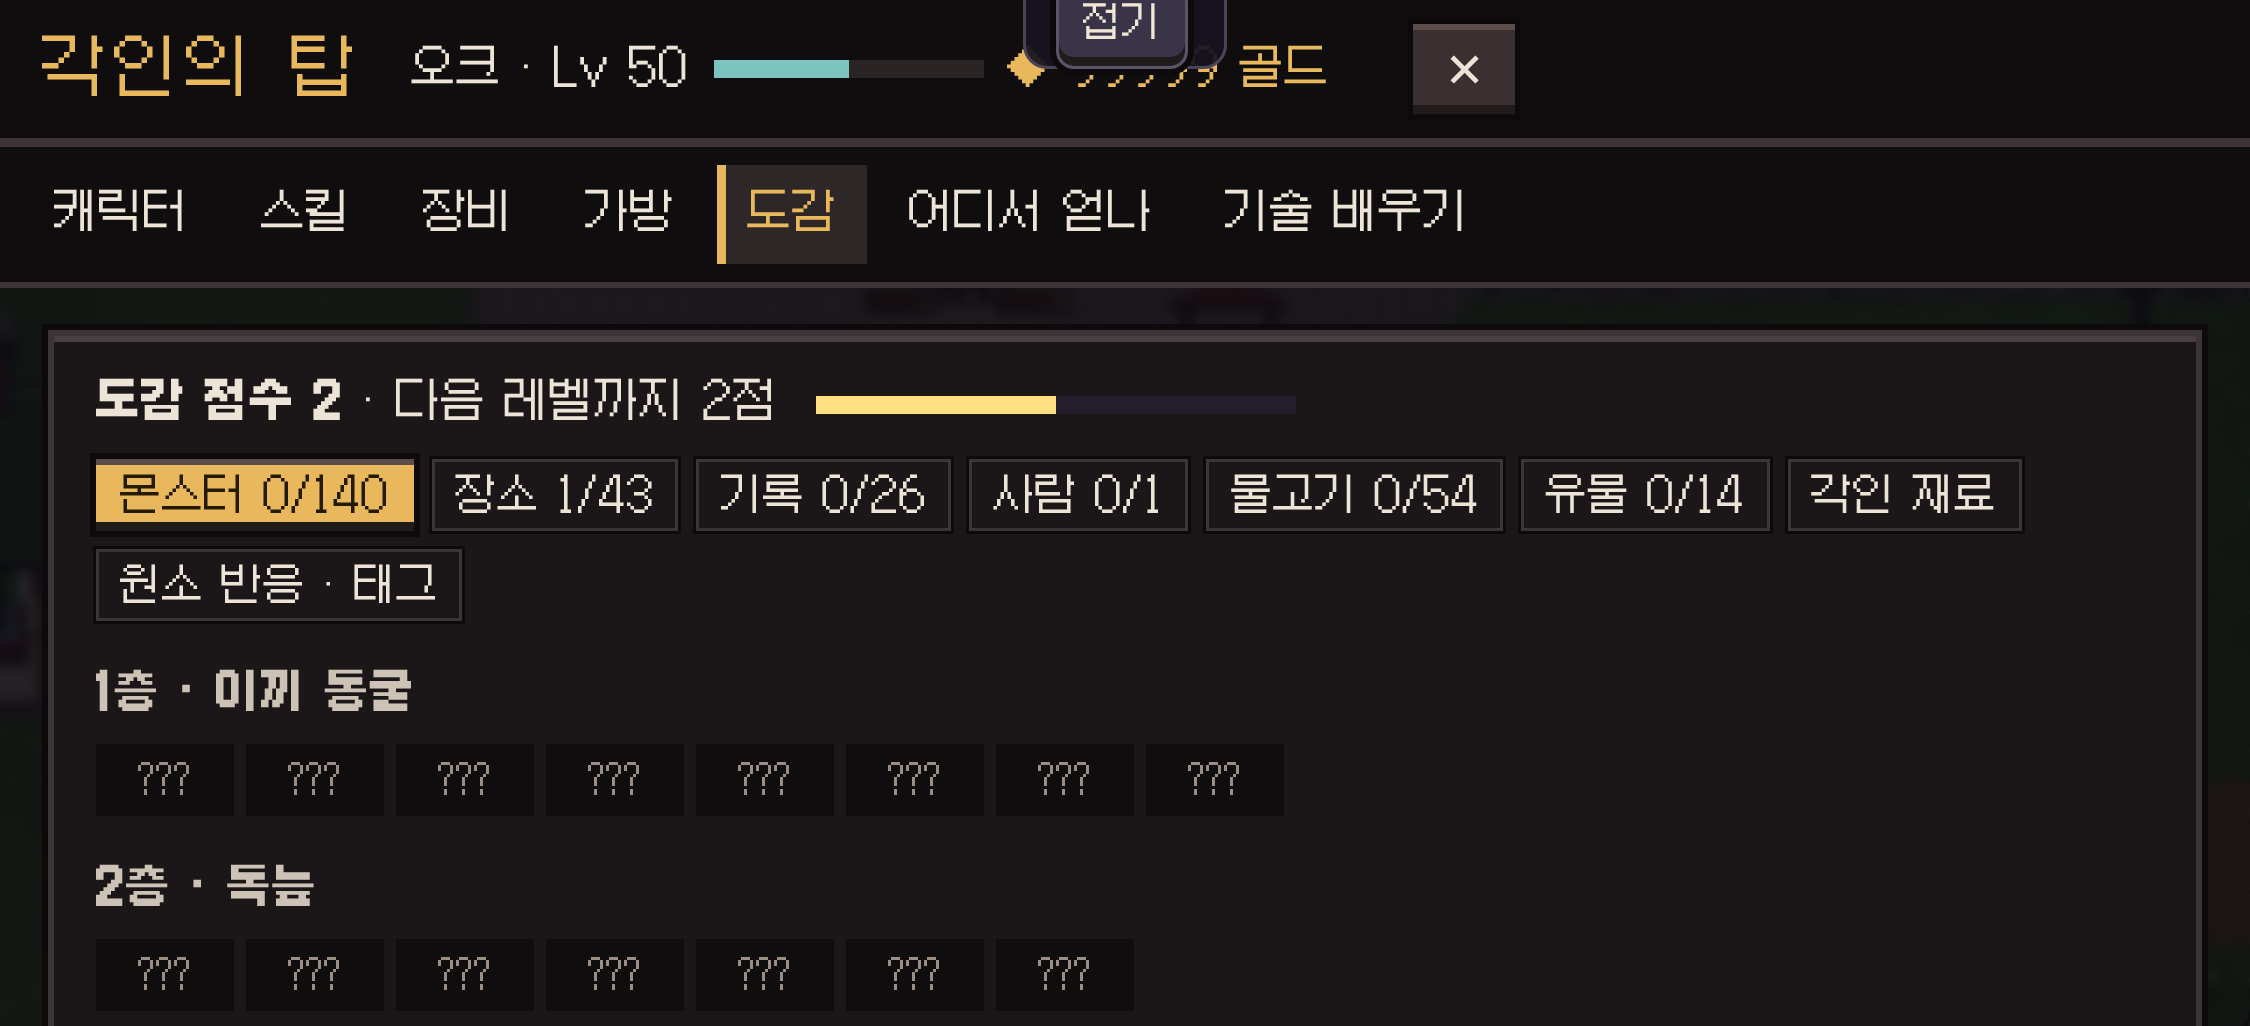 접기
각인의 탑 오크 · Lv 50 골드 ×
캐릭터 스킬 장비 가방 도감 어디서 얻나 기술 배우기
도감 점수 2 · 다음 레벨까지 2점
몬스터 0/140 장소 1/43 기록 0/26 사람 0/1 물고기 0/54 유물 0/14 각인 재료
원소 반응 · 태그
1층 · 이끼 동굴
??? ??? ??? ??? ??? ??? ??? ???
2층 · 독늪
??? ??? ??? ??? ??? ??? ???